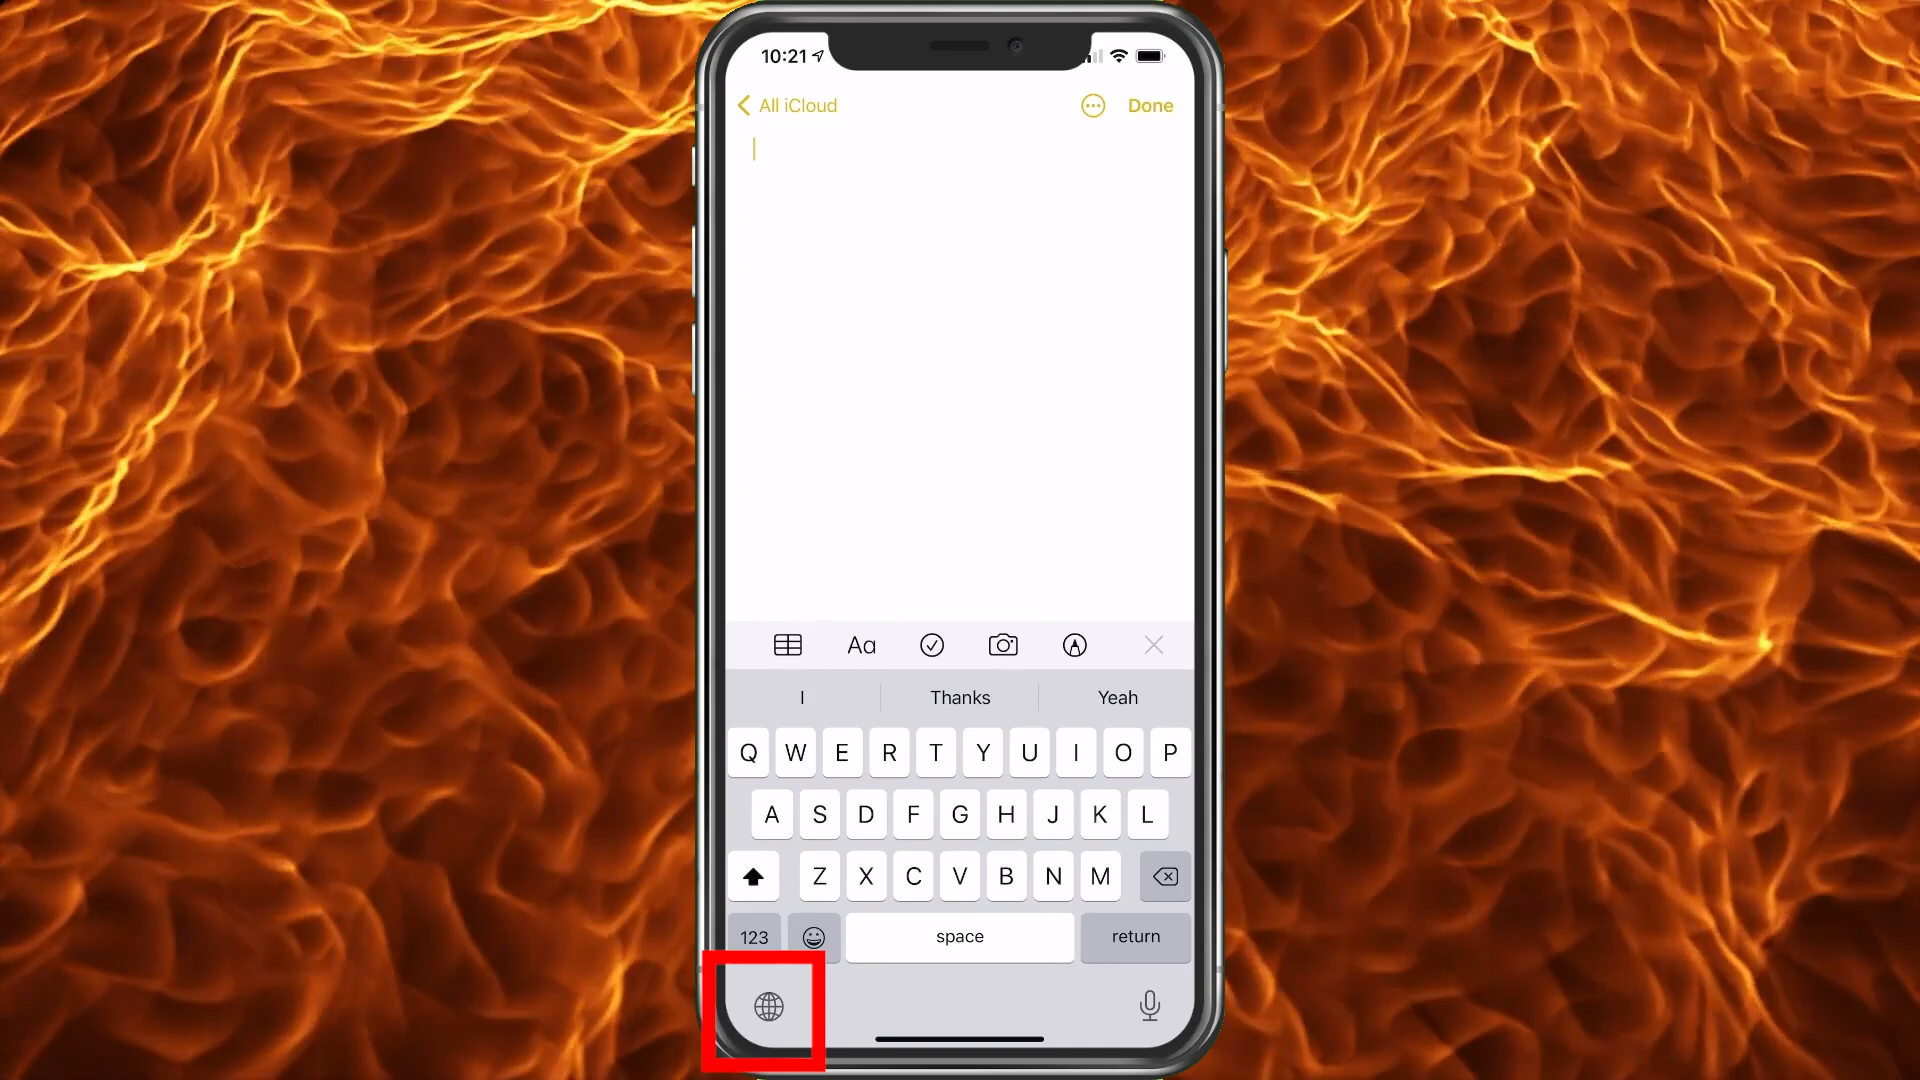 10:21
All iCloud
Done
Aa
I Thanks Yeah
Q W E R T Y U I O P
A S D F G H J K L
Z X C V B N M
123 space return